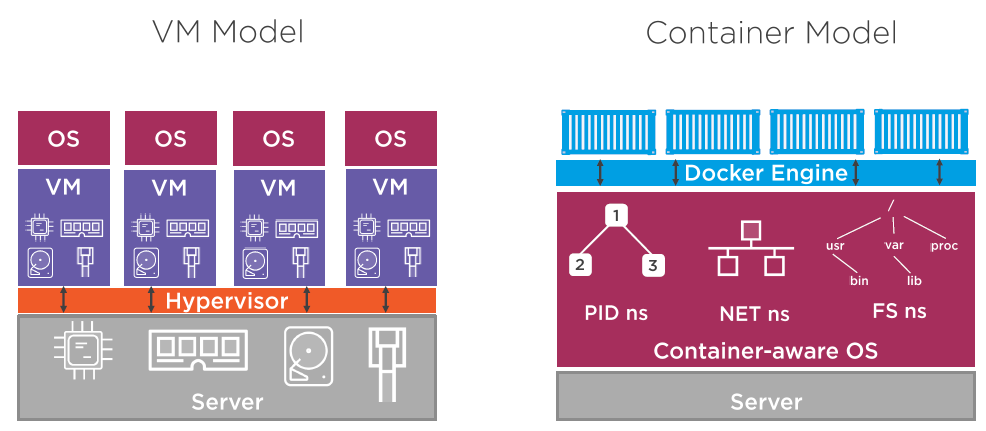 VM Model
OS OS OS OS
VM VM VM VM
Hypervisor
Server
Container Model
Docker Engine
1
2 3
PID ns
NET ns
/
usr var proc
bin lib
FS ns
Container-aware OS
Server